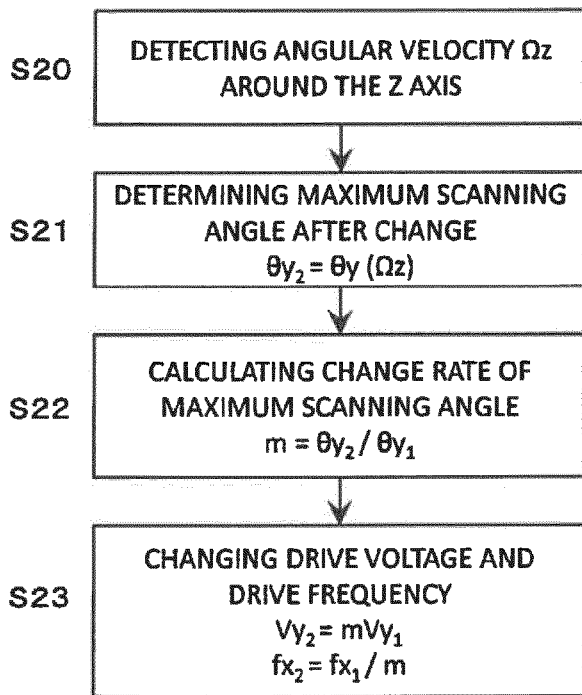 S20
DETECTING ANGULAR VELOCITY Ωz
AROUND THE Z AXIS
S21
DETERMINING MAXIMUM SCANNING
ANGLE AFTER CHANGE
θy₂ = θy (Ωz)
S22
CALCULATING CHANGE RATE OF
MAXIMUM SCANNING ANGLE
m = θy₂ / θy₁
S23
CHANGING DRIVE VOLTAGE AND
DRIVE FREQUENCY
Vy₂ = mVy₁
fx₂ = fx₁ / m